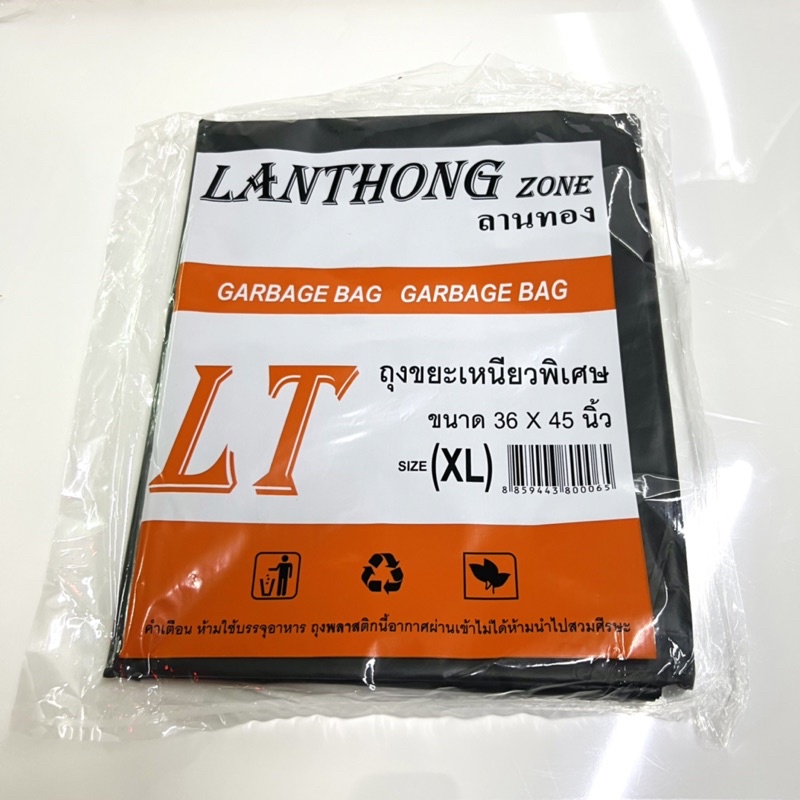 LANTHONG ZONE
ลานทอง
GARBAGE BAG GARBAGE BAG
LT
ถุงขยะเหนียวพิเศษ
ขนาด 36 X 45 นิ้ว
SIZE (XL)
8 859443 800065
คำเตือน ห้ามใช้บรรจุอาหาร ถุงพลาสติกนี้อากาศผ่านเข้าไม่ได้ห้ามนำไปสวมศีรษะ